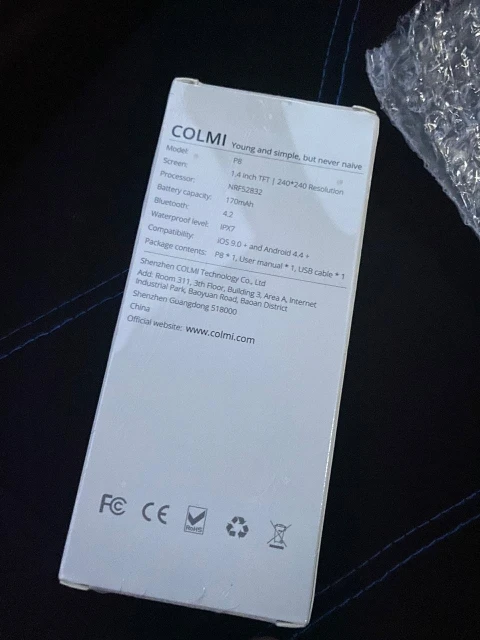 COLMI Young and simple, but never naive
Model P8
Screen: 1.4 inch TFT | 240*240 Resolution
Processor: NRF52832
Battery capacity: 170mAh
Bluetooth: 4.2
Waterproof level: IPX7
Compatibility: iOS 9.0 + and Android 4.4 +
Package contents: P8 * 1, User manual * 1, USB cable * 1
Shenzhen COLMI Technology Co., Ltd
Add: Room 311, 3th Floor, Building 3, Area A, Internet
Industrial Park, Baoyuan Road, Baoan District
Shenzhen Guangdong 518000
China
Official website: www.colmi.com
FC CE RoHS